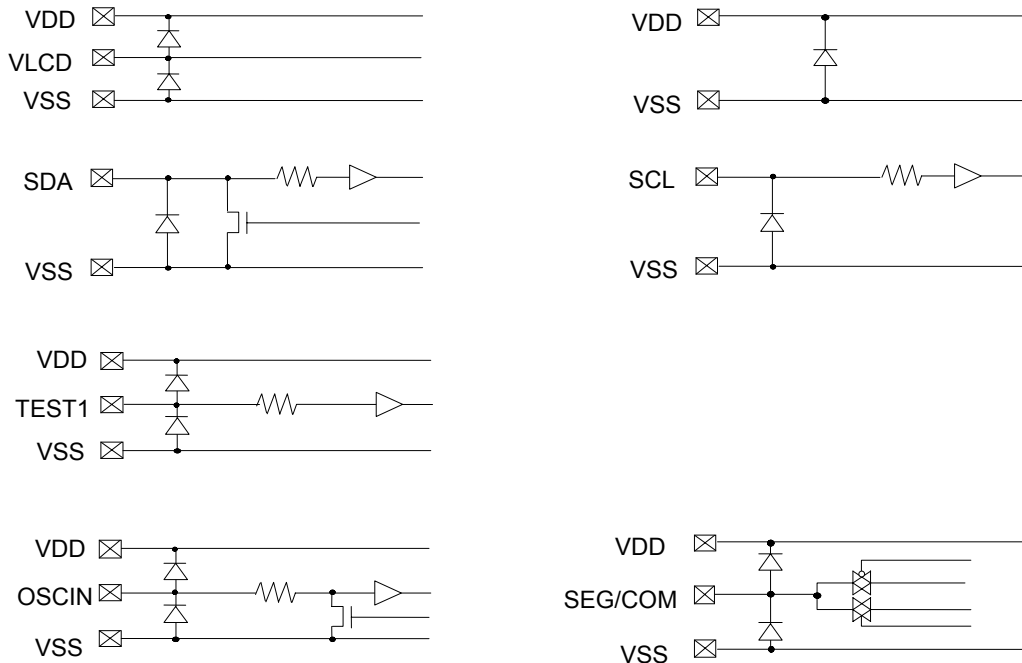 VDD
VLCD
VSS
VDD
VSS
SDA
VSS
SCL
VSS
VDD
TEST1
VSS
VDD
OSCIN
VSS
VDD
SEG/COM
VSS